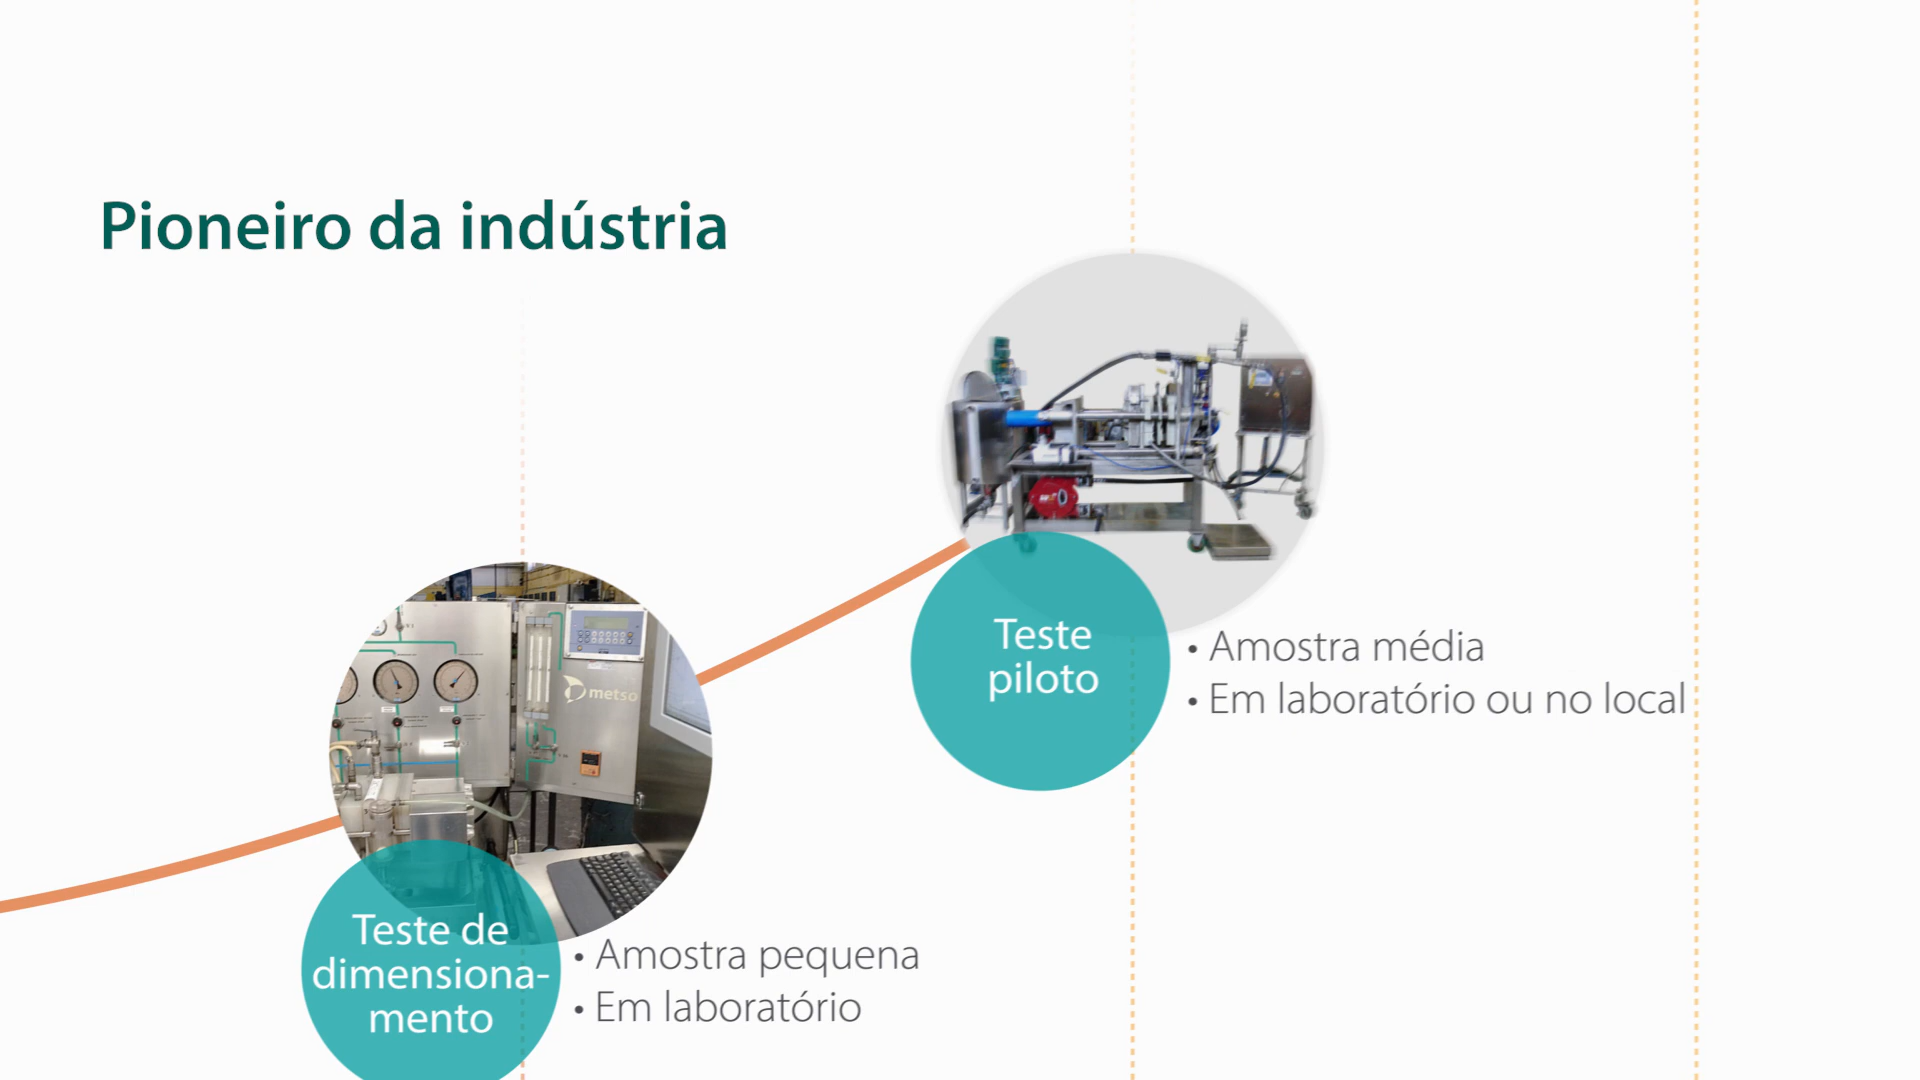 Pioneiro da indústria
metso
Teste de
dimensiona-
mento
• Amostra pequena
• Em laboratório
Teste
piloto
• Amostra média
• Em laboratório ou no local